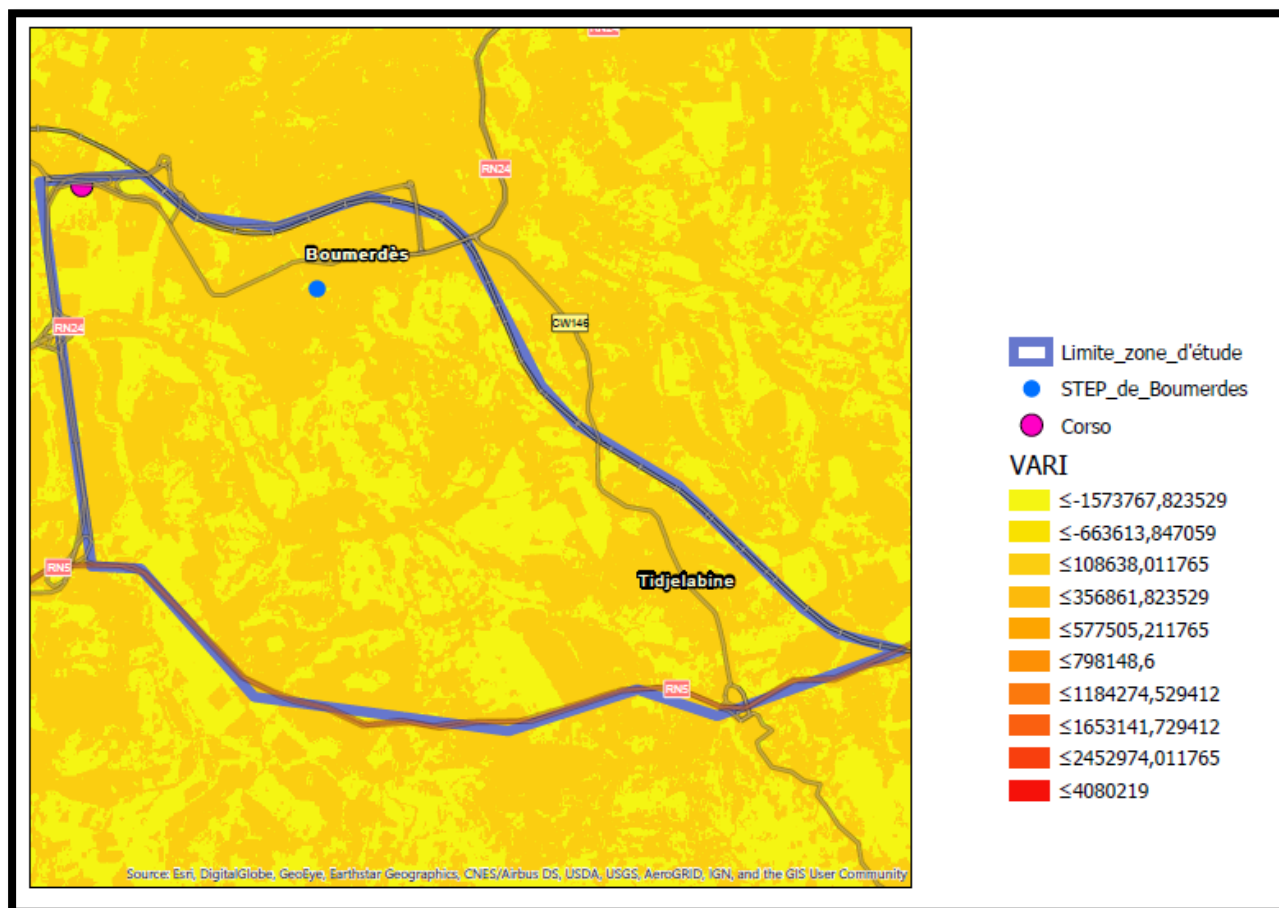 RN24
RN24
Boumerdès
RN24
CW146
RN5
Tidjelabine
RN5
Source: Esri, DigitalGlobe, GeoEye, Earthstar Geographics, CNES/Airbus DS, USDA, USGS, AeroGRID, IGN, and the GIS User Community
Limite_zone_d'étude
STEP_de_Boumerdes
Corso
VARI
≤-1573767,823529
≤-663613,847059
≤108638,011765
≤356861,823529
≤577505,211765
≤798148,6
≤1184274,529412
≤1653141,729412
≤2452974,011765
≤4080219